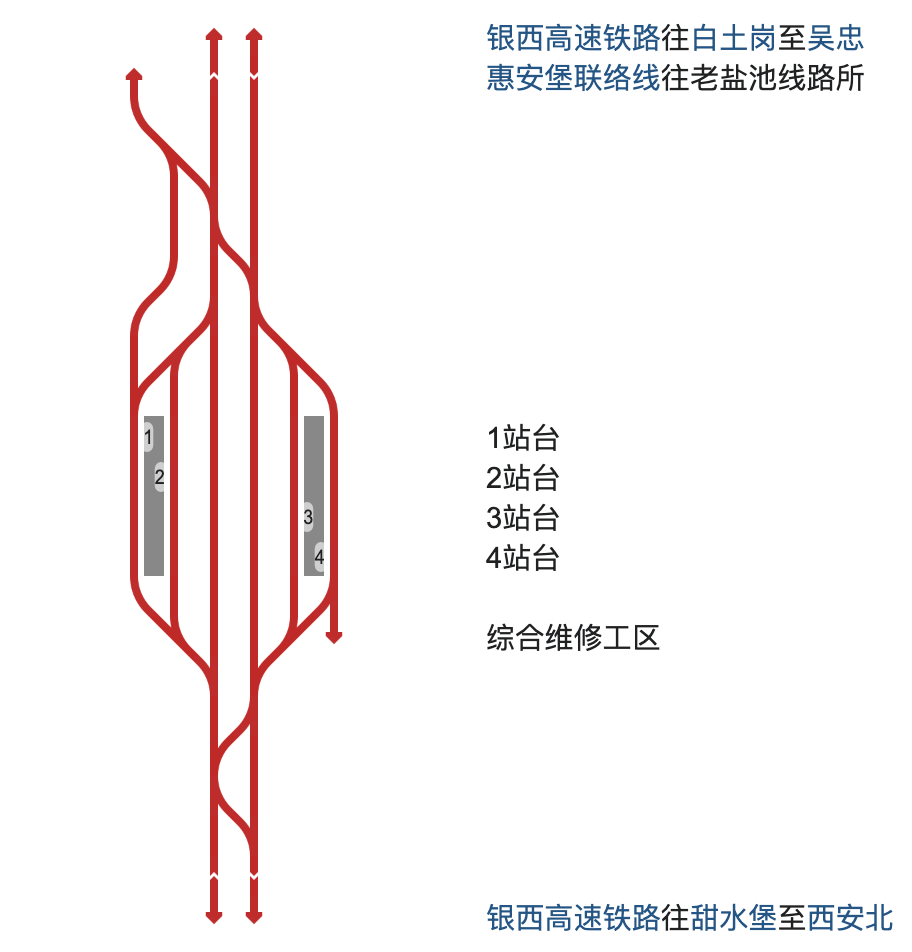 银西高速铁路往白土岗至吴忠
惠安堡联络线往老盐池线路所
1
1站台
2
2站台
3
3站台
4
4站台
综合维修工区
银西高速铁路往甜水堡至西安北